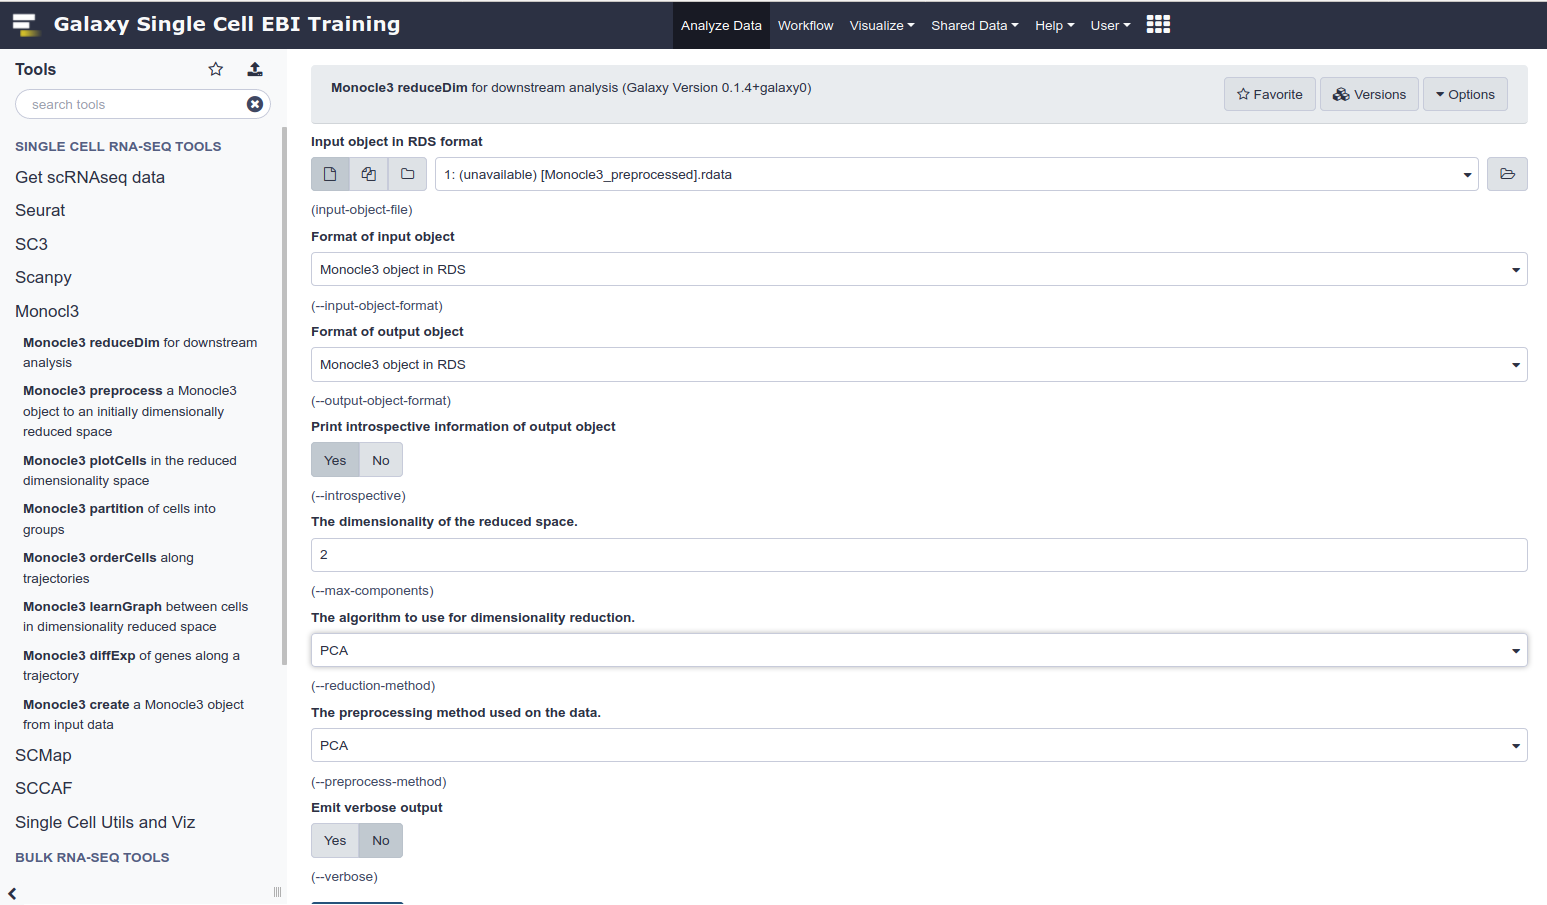 Galaxy Single Cell EBI Training
Analyze Data
Workflow
Visualize
Shared Data
Help
User
Tools
search tools
SINGLE CELL RNA-SEQ TOOLS
Get scRNAseq data
Seurat
SC3
Scanpy
Monocl3
Monocle3 reduceDim for downstream
analysis
Monocle3 preprocess a Monocle3
object to an initially dimensionally
reduced space
Monocle3 plotCells in the reduced
dimensionality space
Monocle3 partition of cells into
groups
Monocle3 orderCells along
trajectories
Monocle3 learnGraph between cells
in dimensionality reduced space
Monocle3 diffExp of genes along a
trajectory
Monocle3 create a Monocle3 object
from input data
SCMap
SCCAF
Single Cell Utils and Viz
BULK RNA-SEQ TOOLS
Monocle3 reduceDim for downstream analysis (Galaxy Version 0.1.4+galaxy0)
Favorite
Versions
Options
Input object in RDS format
1: (unavailable) [Monocle3_preprocessed].rdata
(input-object-file)
Format of input object
Monocle3 object in RDS
(--input-object-format)
Format of output object
Monocle3 object in RDS
(--output-object-format)
Print introspective information of output object
Yes No
(--introspective)
The dimensionality of the reduced space.
2
(--max-components)
The algorithm to use for dimensionality reduction.
PCA
(--reduction-method)
The preprocessing method used on the data.
PCA
(--preprocess-method)
Emit verbose output
Yes No
(--verbose)